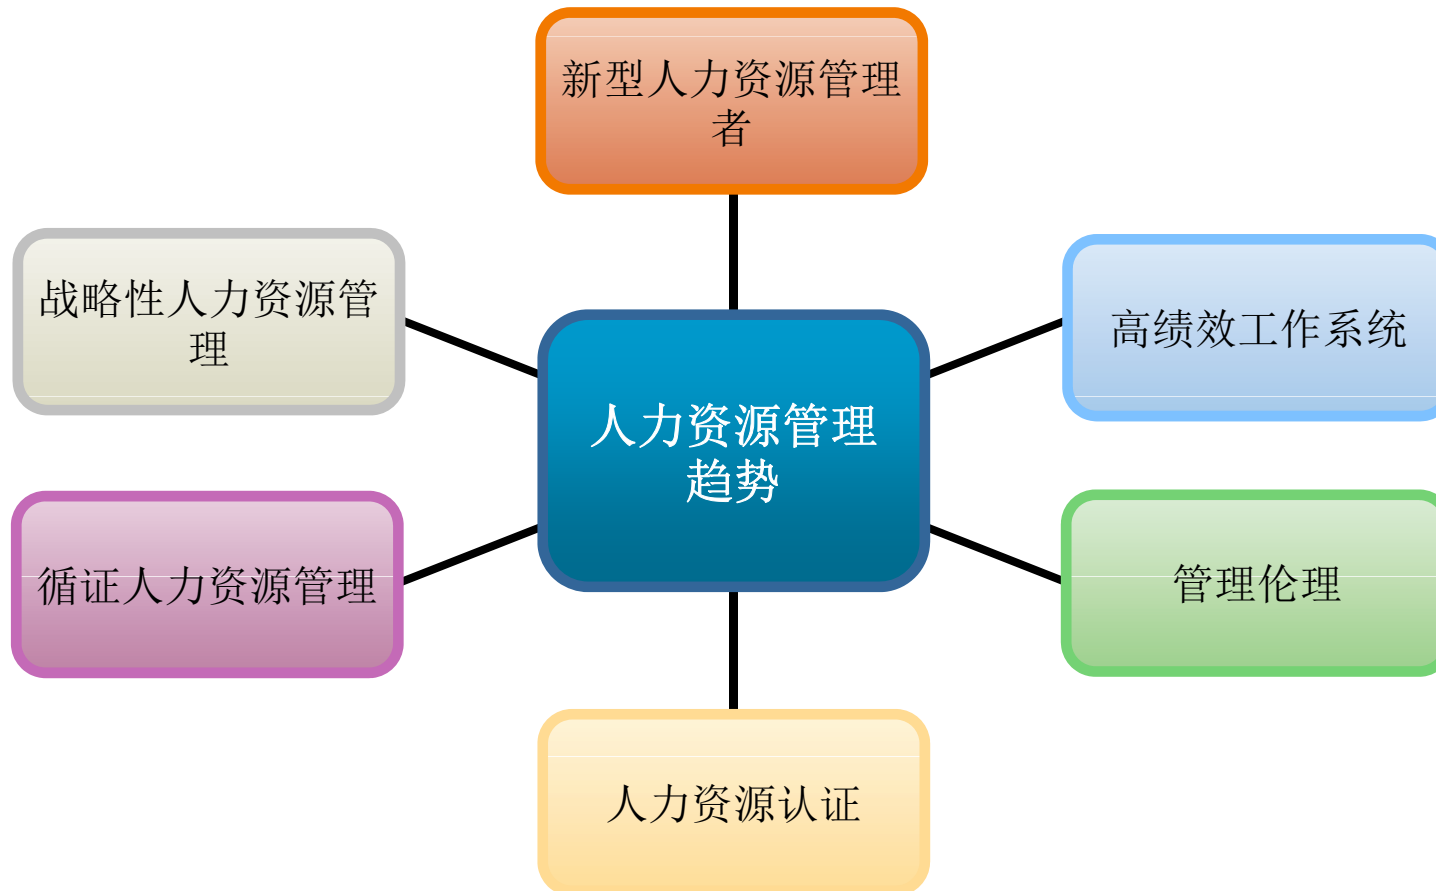 新型人力资源管理
者
战略性人力资源管
理
高绩效工作系统
人力资源管理
趋势
循证人力资源管理
管理伦理
人力资源认证